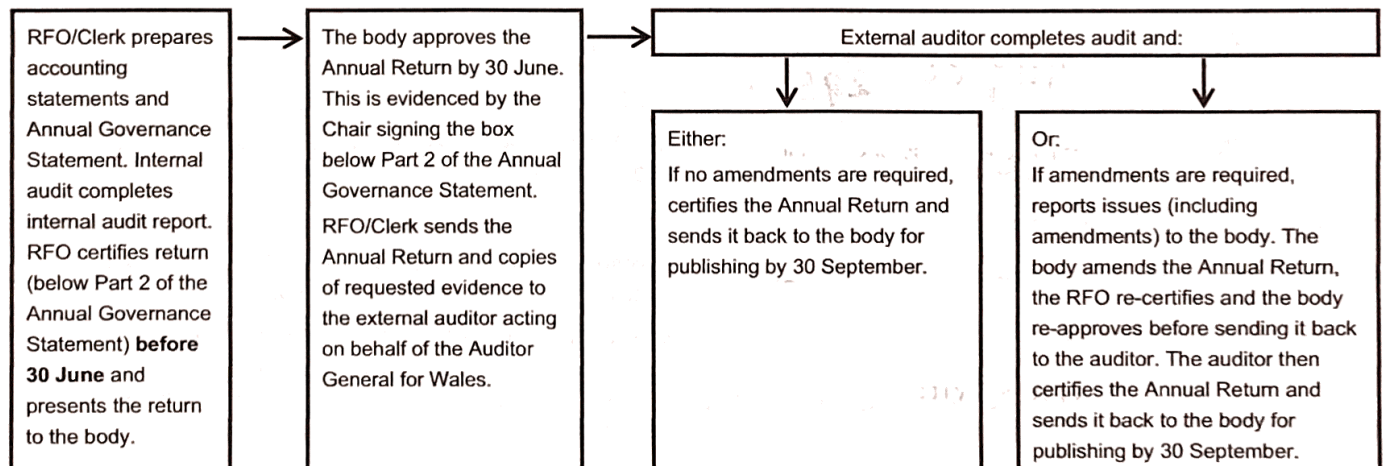 RFO/Clerk prepares
accounting
statements and
Annual Governance
Statement. Internal
audit completes
internal audit report.
RFO certifies return
(below Part 2 of the
Annual Governance
Statement) before
30 June and
presents the return
to the body.
The body approves the
Annual Return by 30 June.
This is evidenced by the
Chair signing the box
below Part 2 of the Annual
Governance Statement.
RFO/Clerk sends the
Annual Return and copies
of requested evidence to
the external auditor acting
on behalf of the Auditor
General for Wales.
External auditor completes audit and:
Either:
If no amendments are required,
certifies the Annual Return and
sends it back to the body for
publishing by 30 September.
Or:
If amendments are required,
reports issues (including
amendments) to the body. The
body amends the Annual Return,
the RFO re-certifies and the body
re-approves before sending it back
to the auditor. The auditor then
certifies the Annual Return and
sends it back to the body for
publishing by 30 September.